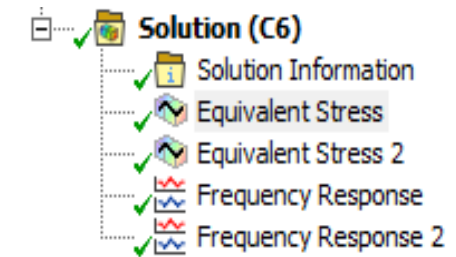 Solution (C6)
Solution Information
Equivalent Stress
Equivalent Stress 2
Frequency Response
Frequency Response 2